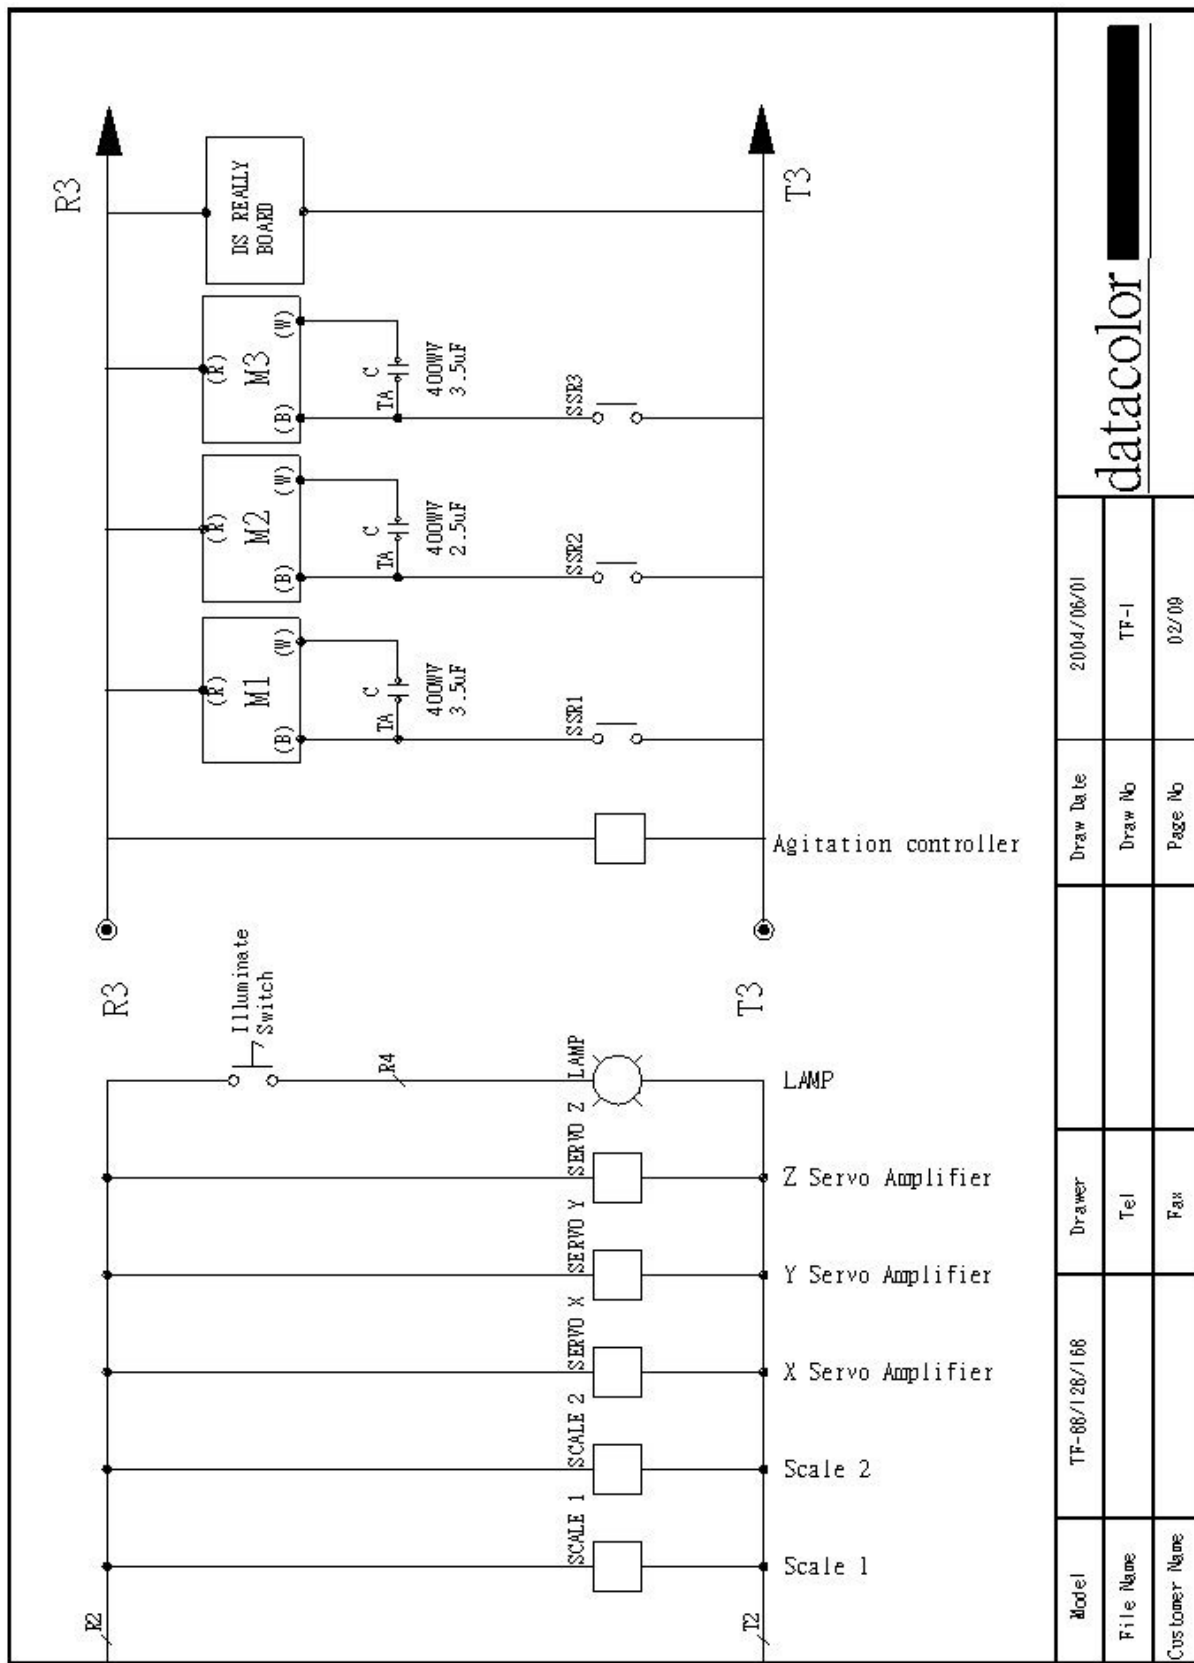 R3
DS REALLY
BOARD
T3
(R)
M3
(B)
(W)
TA
C
400WV
3.5uF
SSR3
(R)
M2
(B)
(W)
TA
C
400WV
2.5uF
SSR2
(R)
M1
(B)
(W)
TA
C
400WV
3.5uF
SSR1
Agitation controller
R3
T3
Illuminate
Switch
R4
LAMP
LAMP
SERVO Z
Z Servo Amplifier
SERVO Y
Y Servo Amplifier
SERVO X
X Servo Amplifier
SCALE 2
Scale 2
SCALE 1
Scale 1
R2
T2
Model
TF-88/128/168
Drawer
Draw Date
2004/06/01
datacolor
File Name
Tel
Draw No
TF-1
Customer Name
Fax
Page No
02/09